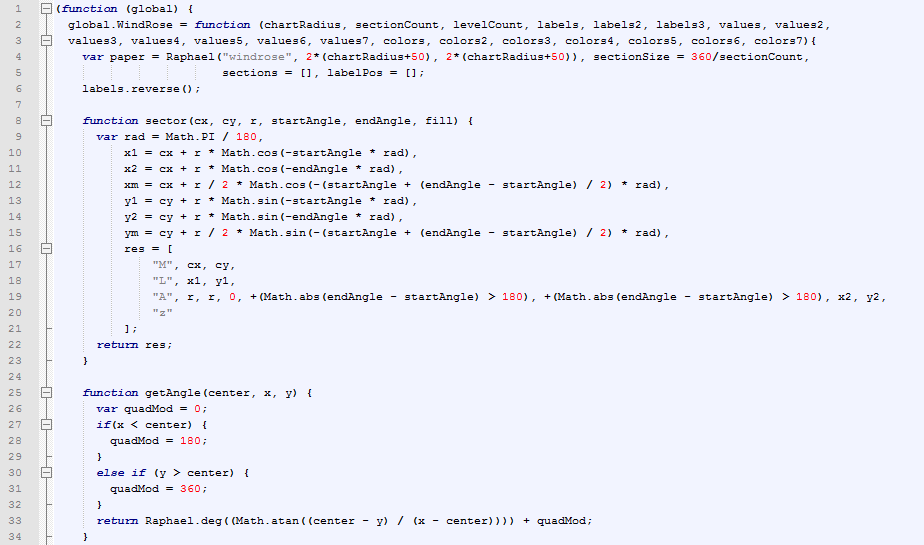 1 (function (global) {
2 global.WindRose = function (chartRadius, sectionCount, levelCount, labels, labels2, labels3, values, values2,
3 values3, values4, values5, values6, values7, colors, colors2, colors3, colors4, colors5, colors6, colors7){
4 var paper = Raphael("windrose", 2*(chartRadius+50), 2*(chartRadius+50)), sectionSize = 360/sectionCount,
5 sections = [], labelPos = [];
6 labels.reverse();
7
8 function sector(cx, cy, r, startAngle, endAngle, fill) {
9 var rad = Math.PI / 180,
10 x1 = cx + r * Math.cos(-startAngle * rad),
11 x2 = cx + r * Math.cos(-endAngle * rad),
12 xm = cx + r / 2 * Math.cos(-(startAngle + (endAngle - startAngle) / 2) * rad),
13 y1 = cy + r * Math.sin(-startAngle * rad),
14 y2 = cy + r * Math.sin(-endAngle * rad),
15 ym = cy + r / 2 * Math.sin(-(startAngle + (endAngle - startAngle) / 2) * rad),
16 res = [
17 "M", cx, cy,
18 "L", x1, y1,
19 "A", r, r, 0, +(Math.abs(endAngle - startAngle) > 180), +(Math.abs(endAngle - startAngle) > 180), x2, y2,
20 "z"
21 ];
22 return res;
23 }
24
25 function getAngle(center, x, y) {
26 var quadMod = 0;
27 if(x < center) {
28 quadMod = 180;
29 }
30 else if (y > center) {
31 quadMod = 360;
32 }
33 return Raphael.deg((Math.atan((center - y) / (x - center)))) + quadMod;
34 }